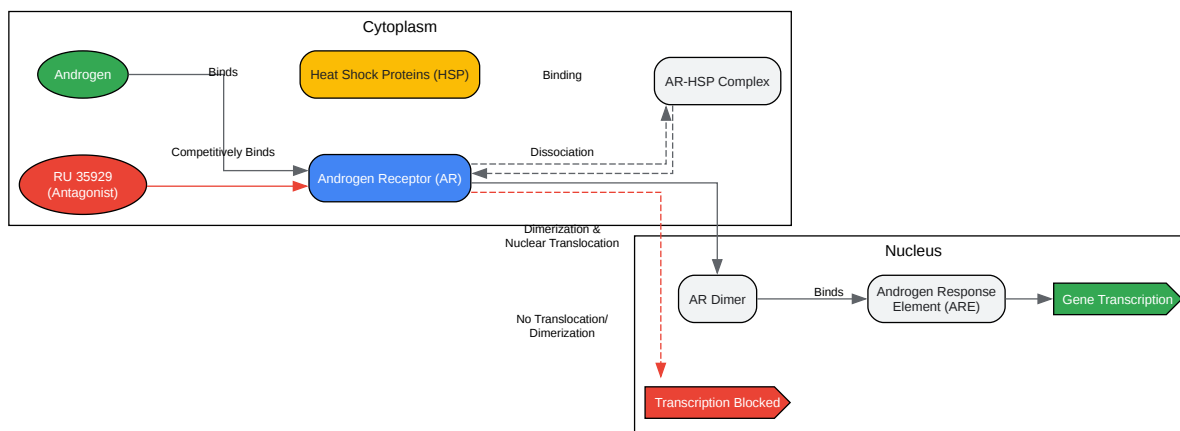 Cytoplasm
Androgen
Binds
Heat Shock Proteins (HSP)
Binding
AR-HSP Complex
Competitively Binds
Dissociation
RU 35929
(Antagonist)
Androgen Receptor (AR)
Dimerization &
Nuclear Translocation
Nucleus
AR Dimer
Binds
Androgen Response
Element (ARE)
Gene Transcription
No Translocation/
Dimerization
Transcription Blocked